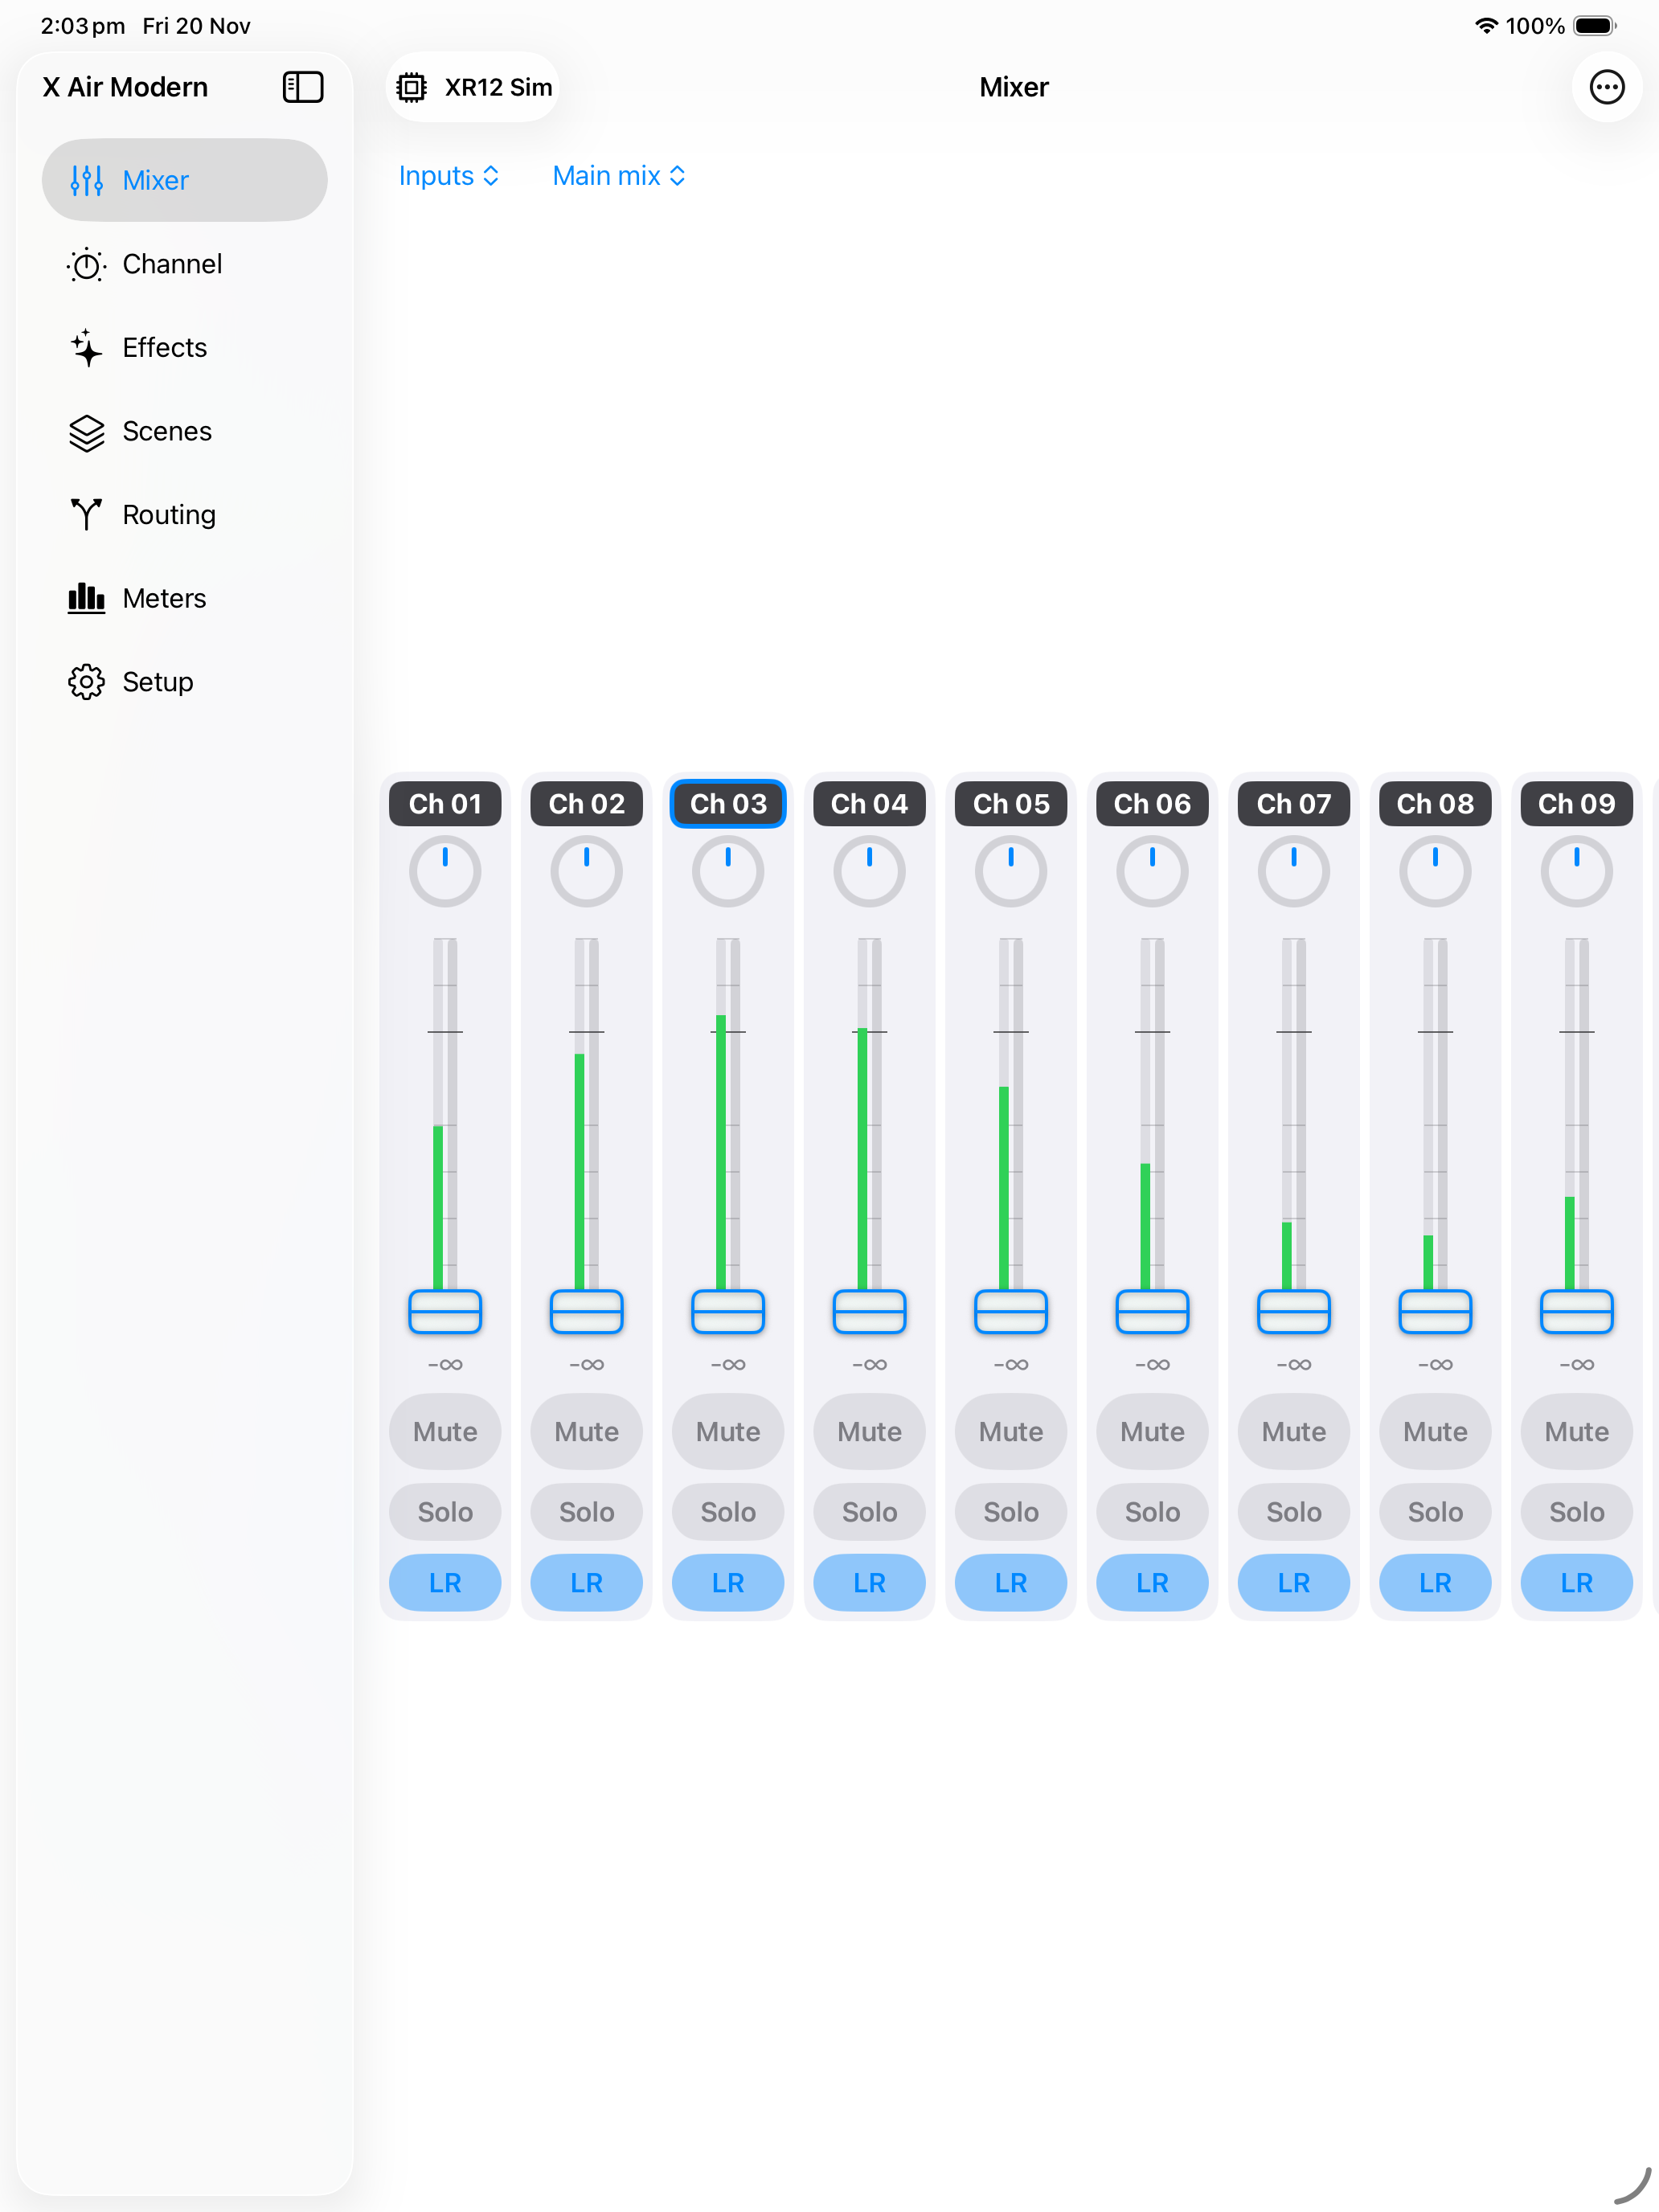 2:03 pm Fri 20 Nov
100%
X Air Modern
XR12 Sim
Mixer
Mixer
Channel
Effects
Scenes
Routing
Meters
Setup
Inputs
Main mix
Ch 01 Ch 02 Ch 03 Ch 04 Ch 05 Ch 06 Ch 07 Ch 08 Ch 09
-∞ -∞ -∞ -∞ -∞ -∞ -∞ -∞ -∞
Mute Mute Mute Mute Mute Mute Mute Mute Mute
Solo Solo Solo Solo Solo Solo Solo Solo Solo
LR LR LR LR LR LR LR LR LR